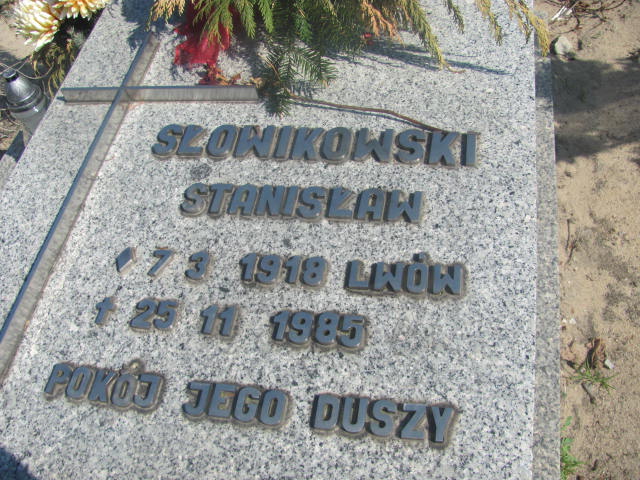 SŁOWIKOWSKI
STANISŁAW
♦ 7 3 1918 LWÓW
† 25 11 1985
POKÓJ JEGO DUSZY